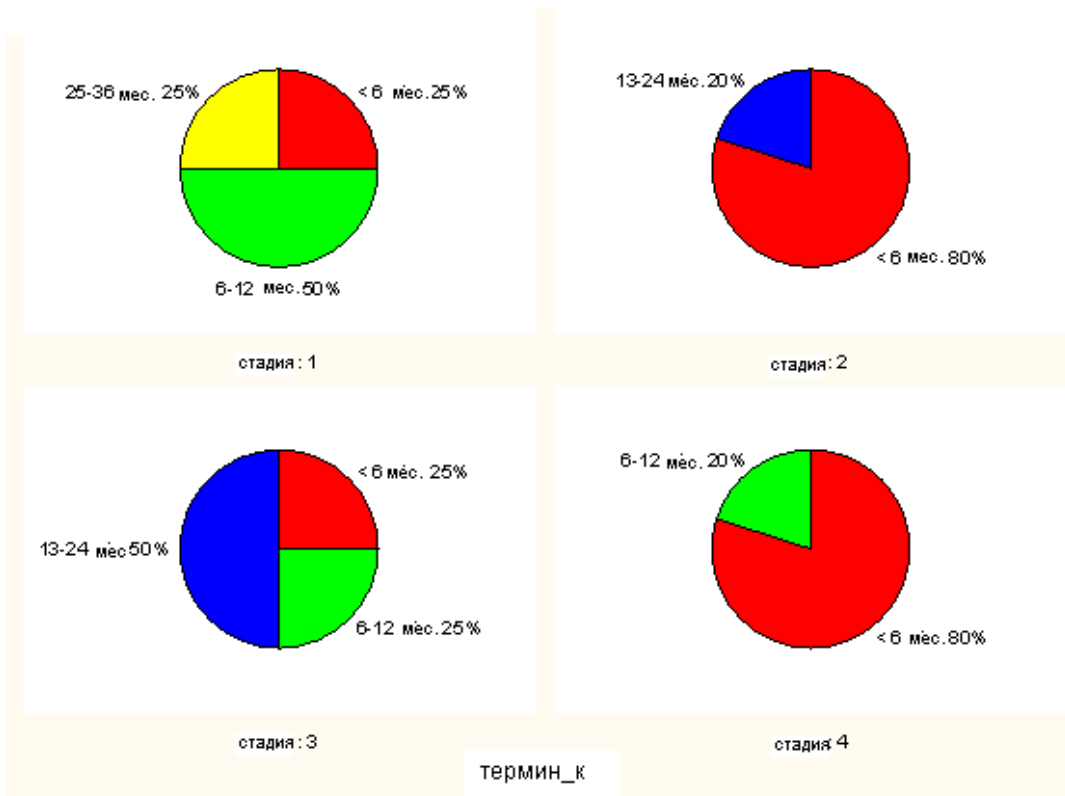 25-36 мес. 25%
< 6 мес.25%
6-12 мес.50%
стадия: 1
13-24 мес.20%
< 6 мес.80%
стадия: 2
< 6 мес. 25%
13-24 мес 50%
6-12 мес.25%
стадия: 3
6-12 мес. 20%
< 6 мес.80%
стадия 4
термин_к